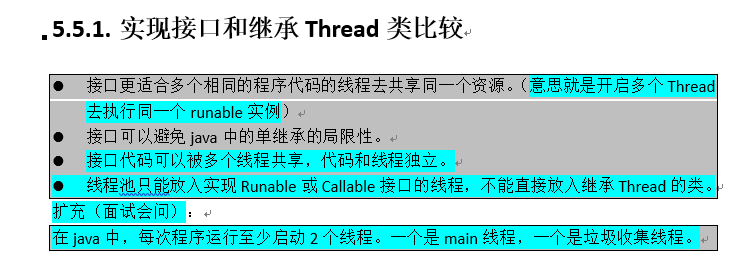 5.5.1. 实现接口和继承 Thread 类比较
● 接口更适合多个相同的程序代码的线程去共享同一个资源。（意思就是开启多个 Thread
去执行同一个 runable 实例）
● 接口可以避免 java 中的单继承的局限性。
● 接口代码可以被多个线程共享，代码和线程独立。
● 线程池只能放入实现 Runable 或 Callable 接口的线程，不能直接放入继承 Thread 的类。
扩充（面试会问）：
在 java 中，每次程序运行至少启动 2 个线程。一个是 main 线程，一个是垃圾收集线程。